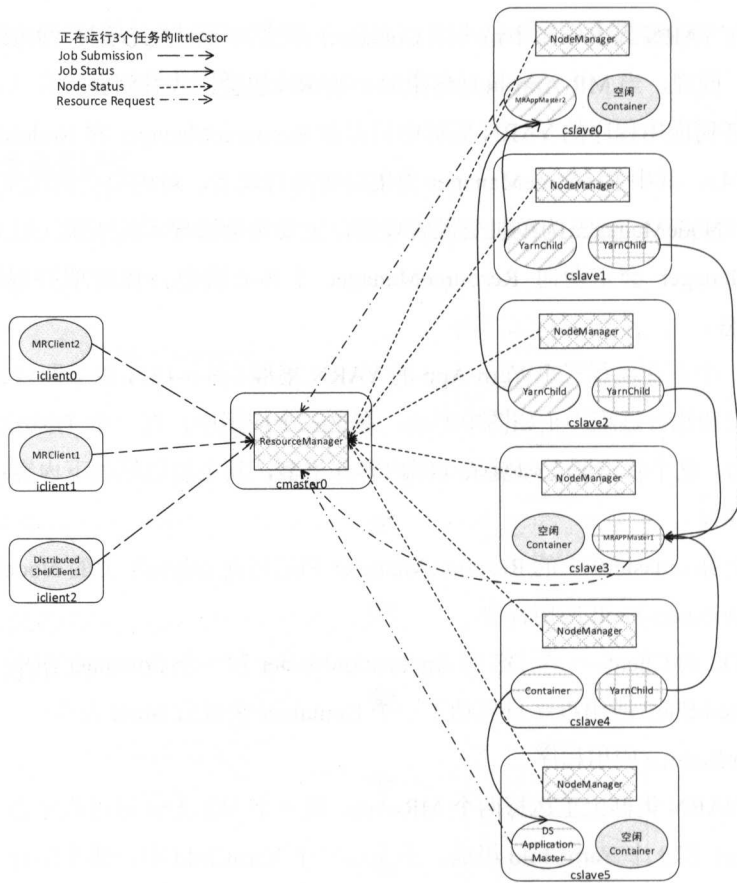 正在运行3个任务的littleCstor
Job Submission
Job Status
Node Status
Resource Request
NodeManager
MRAppMaster2
空闲
Container
cslave0
NodeManager
YarnChild
YarnChild
cslave1
NodeManager
YarnChild
YarnChild
cslave2
MRClient2
iclient0
MRClient1
iclient1
Distributed
ShellClient1
iclient2
ResourceManager
cmaster0
NodeManager
空闲
Container
MRAPPMaster1
cslave3
NodeManager
Container
YarnChild
cslave4
NodeManager
DS
Application
Master
空闲
Container
cslave5